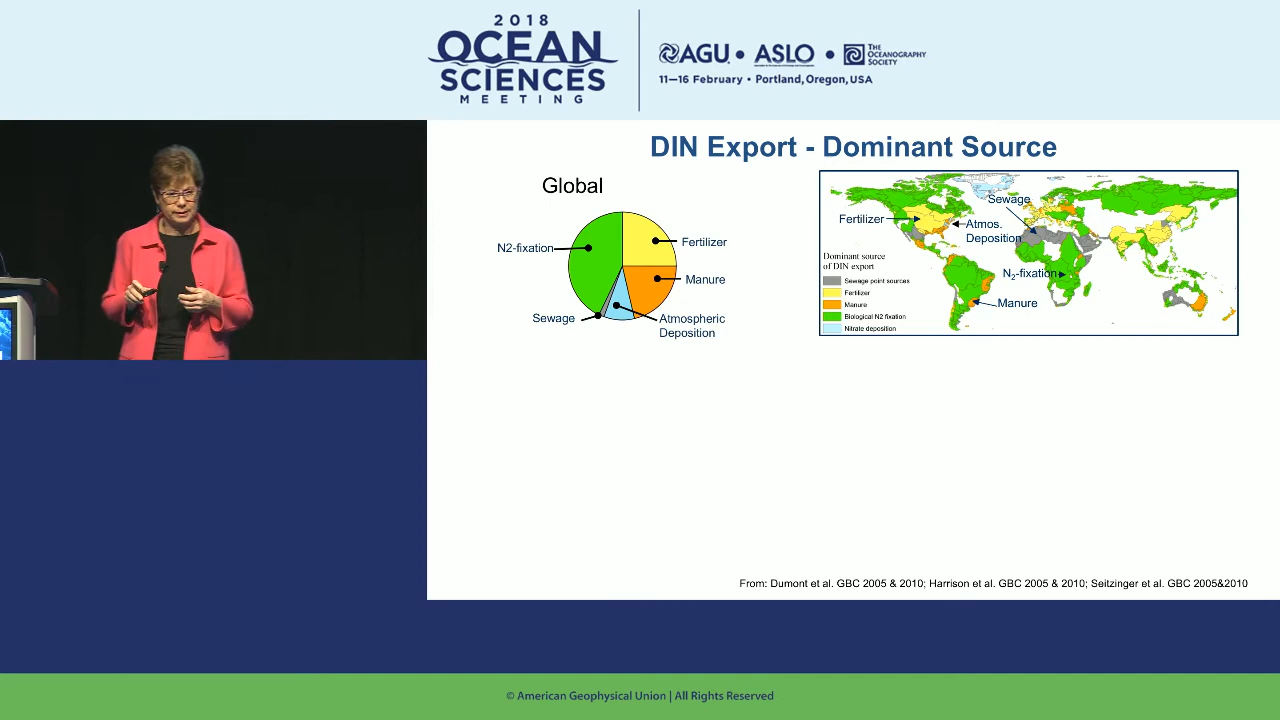 2018
OCEAN
SCIENCES
MEETING
AGU • ASLO • THE OCEANOGRAPHY SOCIETY
11–16 February • Portland, Oregon, USA
DIN Export - Dominant Source
Global
N2-fixation
Fertilizer
Manure
Sewage
Atmospheric
Deposition
Sewage
Fertilizer
Atmos.
Deposition
N2-fixation
Manure
Dominant source
of DIN export
Sewage point sources
Fertilizer
Manure
Biological N2 fixation
Nitrate deposition
From: Dumont et al. GBC 2005 & 2010; Harrison et al. GBC 2005 & 2010; Seitzinger et al. GBC 2005&2010
© American Geophysical Union | All Rights Reserved